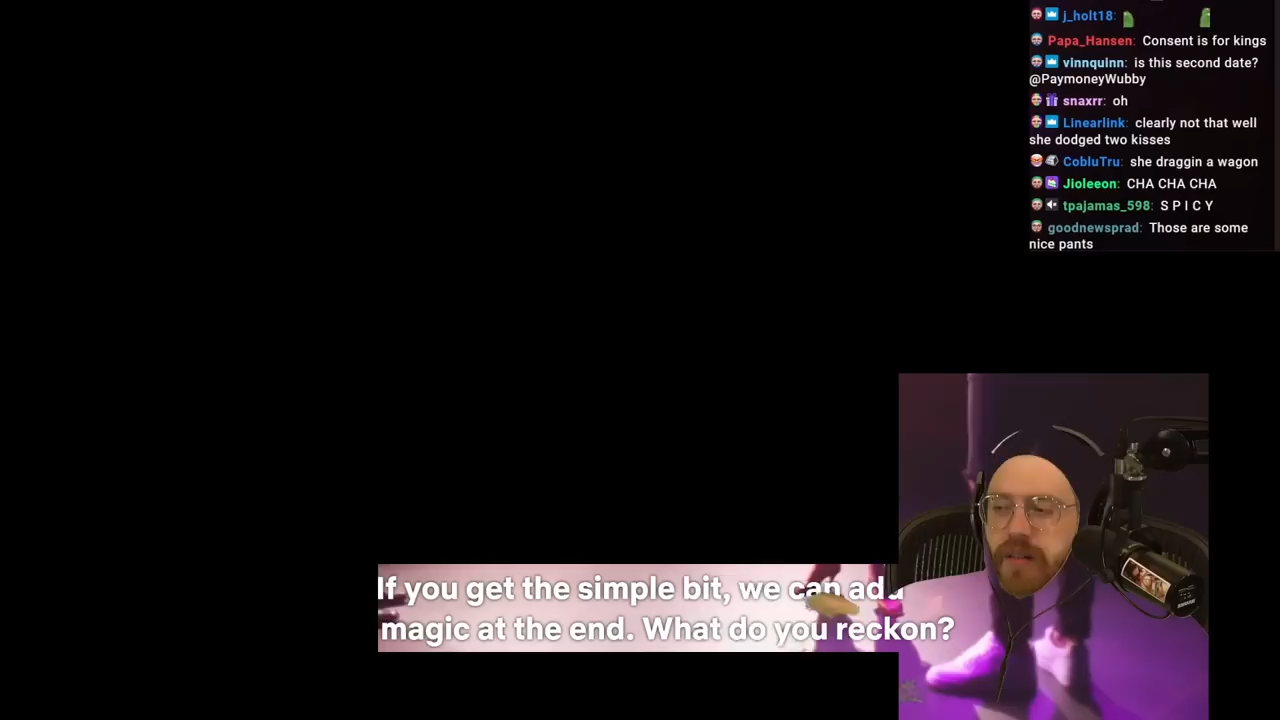 j_holt18:
Papa_Hansen: Consent is for kings
vinnquinn: is this second date?
@PaymoneyWubby
snaxrr: oh
Linearlink: clearly not that well
she dodged two kisses
CobluTru: she draggin a wagon
Jioleeon: CHA CHA CHA
tpajamas_598: S P I C Y
goodnewsprad: Those are some
nice pants
If you get the simple bit, we can add
magic at the end. What do you reckon?